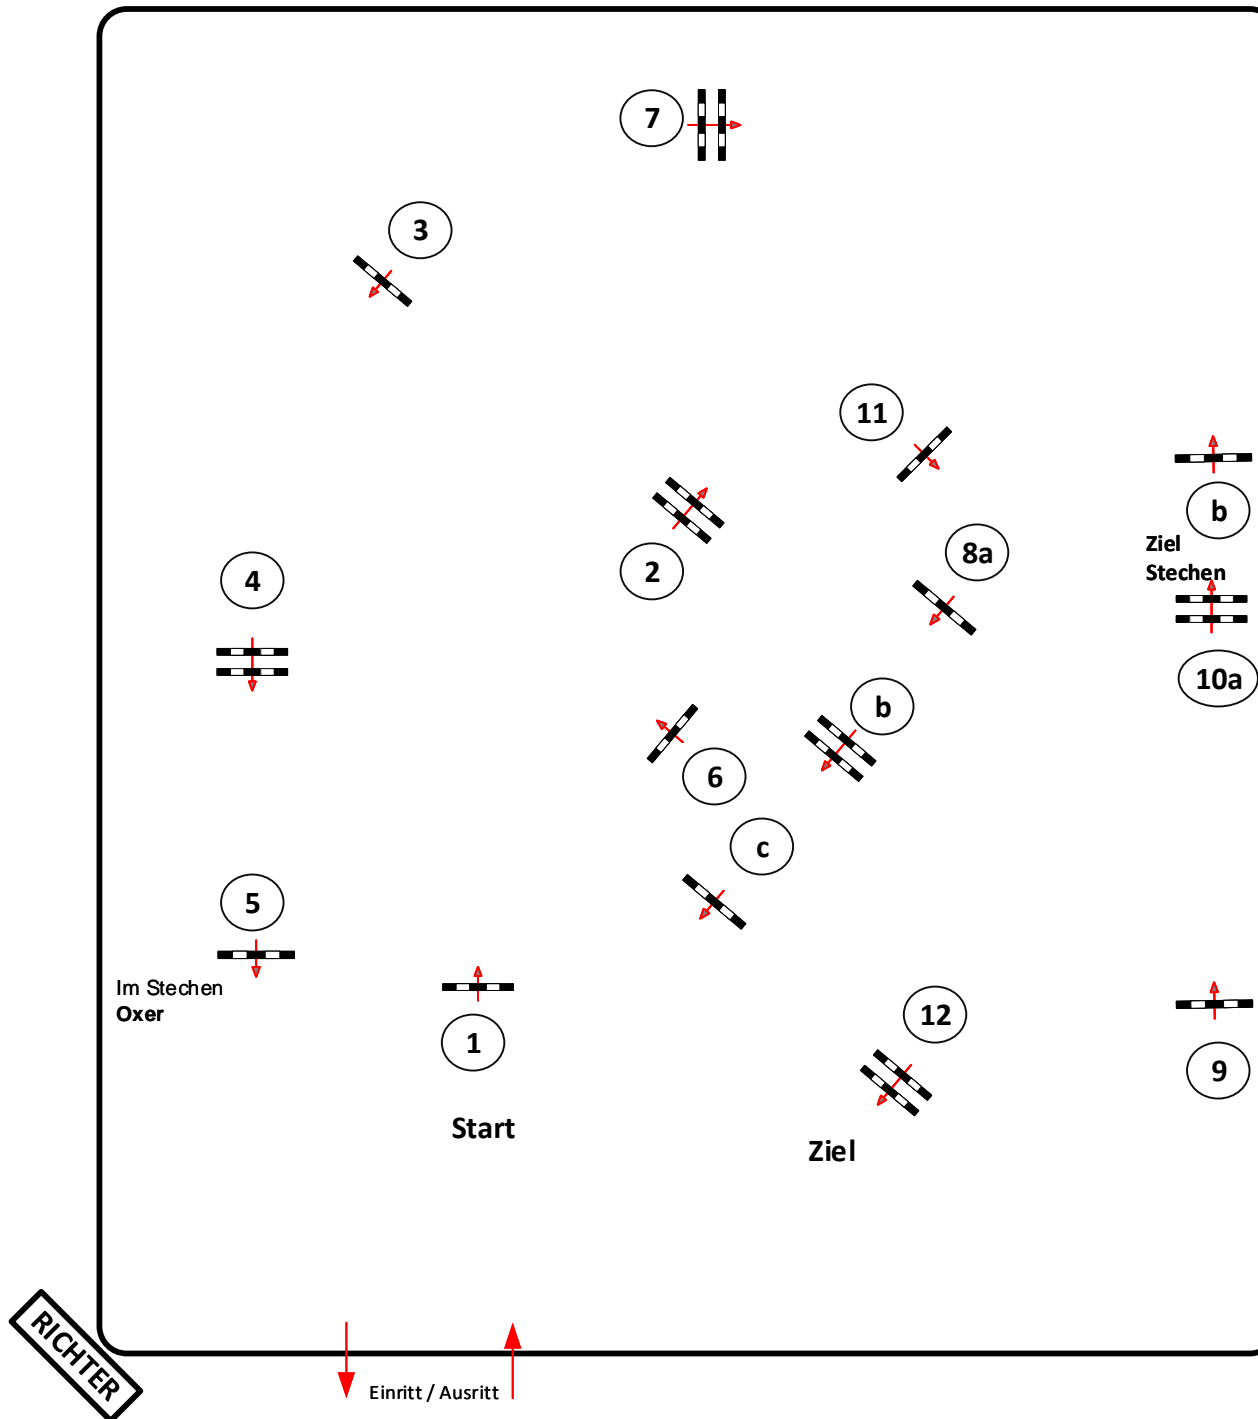 7
3
11
b
2
8a
Ziel
Stechen
4
10a
b
6
c
5
Im Stechen
Oxer
1
12
9
Start
Ziel
RICHTER
Einritt / Ausritt